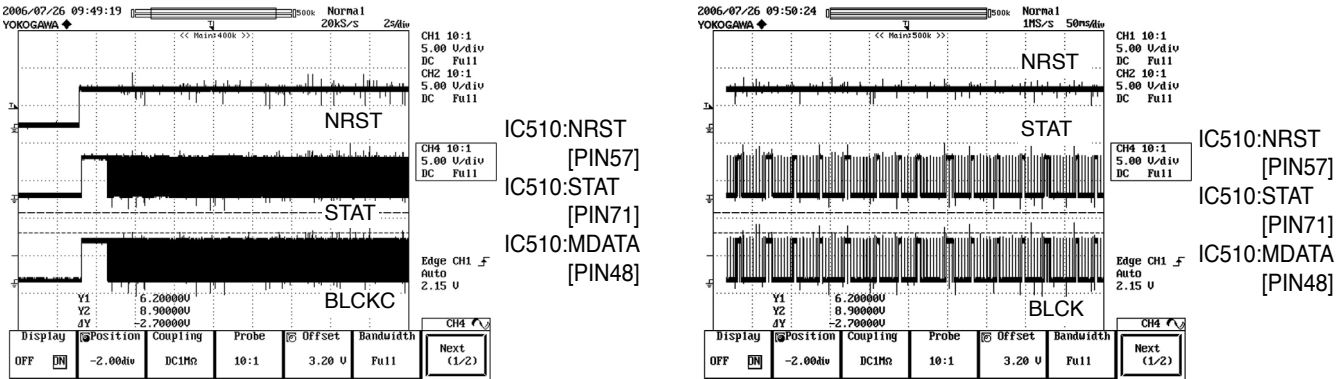 2006/07/26 09:49:19
500k
Normal
YOKOGAWA ◆
20kS/s 2s/div
<< Main:400k >>
CH1 10:1
5.00 V/div
DC Full
CH2 10:1
5.00 V/div
DC Full
NRST
CH4 10:1
5.00 V/div
DC Full
STAT
Edge CH1
Auto
2.15 V
BLCKC
Y1 6.20000V
Y2 8.90000V
ΔY -2.70000V
CH4
Display
OFF ON
Position
-2.00div
Coupling
DC1MΩ
Probe
10:1
Offset
3.20 V
Bandwidth
Full
Next
(1/2)
IC510:NRST
[PIN57]
IC510:STAT
[PIN71]
IC510:MDATA
[PIN48]
2006/07/26 09:50:24
500k
Normal
YOKOGAWA ◆
1MS/s 50ms/div
<< Main:500k >>
CH1 10:1
5.00 V/div
DC Full
CH2 10:1
5.00 V/div
DC Full
NRST
STAT
CH4 10:1
5.00 V/div
DC Full
Edge CH1
Auto
2.15 V
BLCK
Y1 6.20000V
Y2 8.90000V
ΔY -2.70000V
CH4
Display
OFF ON
Position
-2.00div
Coupling
DC1MΩ
Probe
10:1
Offset
3.20 V
Bandwidth
Full
Next
(1/2)
IC510:NRST
[PIN57]
IC510:STAT
[PIN71]
IC510:MDATA
[PIN48]